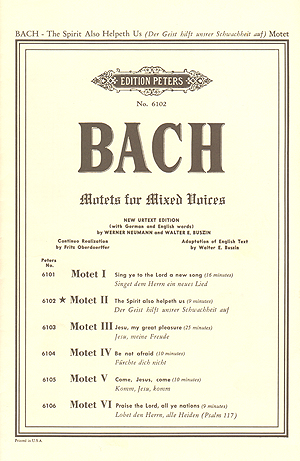 BACH - The Spirit Also Helpeth Us (Der Geist hilft unsrer Schwachheit auf) Motet
EDITION PETERS
No. 6102
BACH
Motets for Mixed Voices
NEW URTEXT EDITION
(with German and English words)
by WERNER NEUMANN and WALTER E. BUSZIN
Continuo Realization
by Fritz Oberdoerffer
Adaptation of English Text
by Walter E. Buszin
Peters
No.
6101 Motet I Sing ye to the Lord a new song (16 minutes)
Singet dem Herrn ein neues Lied
6102 ★ Motet II The Spirit also helpeth us (9 minutes)
Der Geist hilft unsrer Schwachheit auf
6103 Motet III Jesu, my great pleasure (25 minutes)
Jesu, meine Freude
6104 Motet IV Be not afraid (10 minutes)
Fürchte dich nicht
6105 Motet V Come, Jesus, come (10 minutes)
Komm, Jesu, komm
6106 Motet VI Praise the Lord, all ye nations (9 minutes)
Lobet den Herrn, alle Heiden (Psalm 117)
Printed in U.S.A.